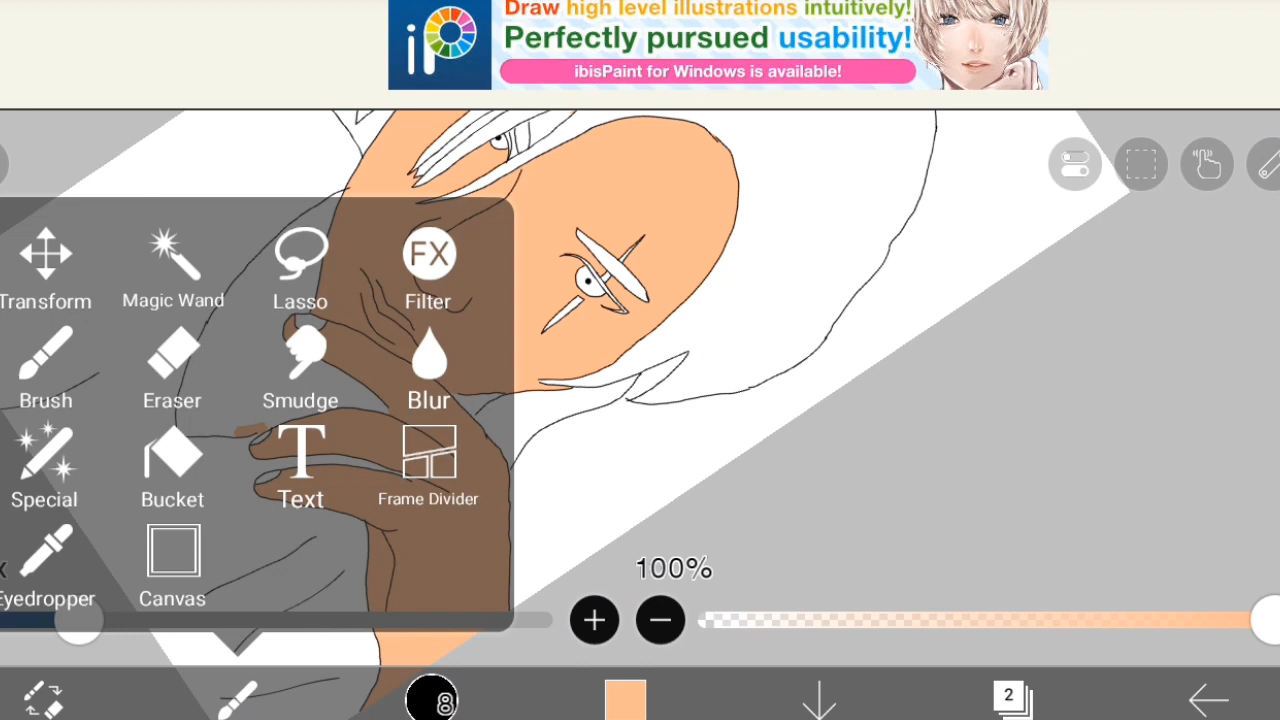 Draw high level illustrations intuitively!
iP
Perfectly pursued usability!
ibisPaint for Windows is available!
Transform
Magic Wand
Lasso
FX
Filter
Brush
Eraser
Smudge
Blur
Special
Bucket
T
Text
Frame Divider
Eyedropper
Canvas
100%
+
−
8
2